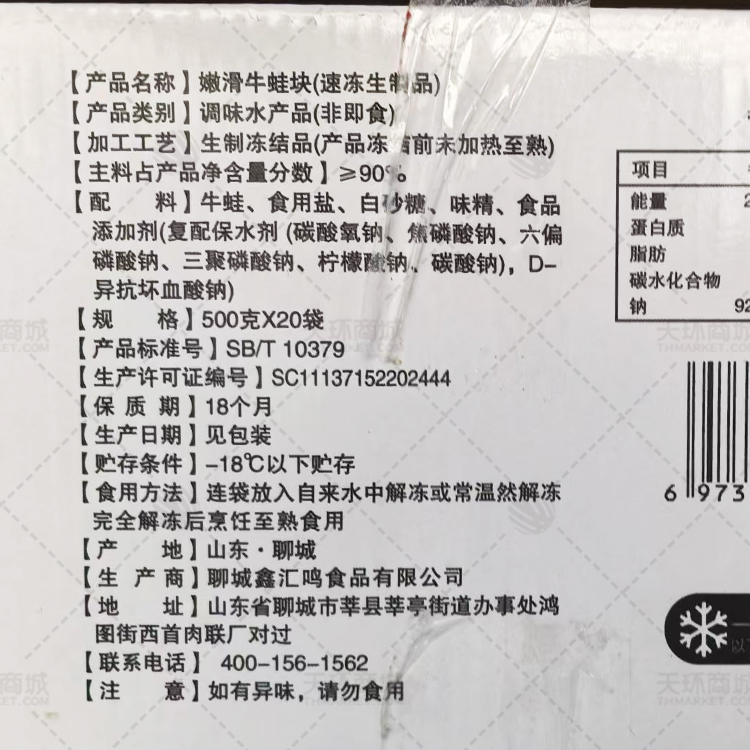 【产品名称】嫩滑牛蛙块(速冻生制品)
【产品类别】调味水产品(非即食)
【加工工艺】生制冻结品(产品冻 前未加热至熟)
【主料占产品净含量分数】≥90%
【配 料】牛蛙、食用盐、白砂糖、味精、食品
添加剂(复配保水剂 (碳酸氧钠、焦磷酸钠、六偏
磷酸钠、三聚磷酸钠、柠檬酸钠、碳酸钠)，D-
异抗坏血酸钠)
【规 格】500克X20袋
【产品标准号】SB/T 10379
【生产许可证编号】SC11137152202444
【保 质 期】18个月
【生产日期】见包装
【贮存条件】-18℃以下贮存
【食用方法】连袋放入自来水中解冻或常温然解冻
完全解冻后烹饪至熟食用
【产 地】山东·聊城
【生 产 商】聊城鑫汇鸣食品有限公司
【地 址】山东省聊城市莘县莘亭街道办事处鸿
图街西首肉联厂对过
【联系电话】 400-156-1562
【注 意】如有异味，请勿食用
项目
能量 2
蛋白质
脂肪
碳水化合物
钠 92
6 973
天环商城
THMARKET.COM